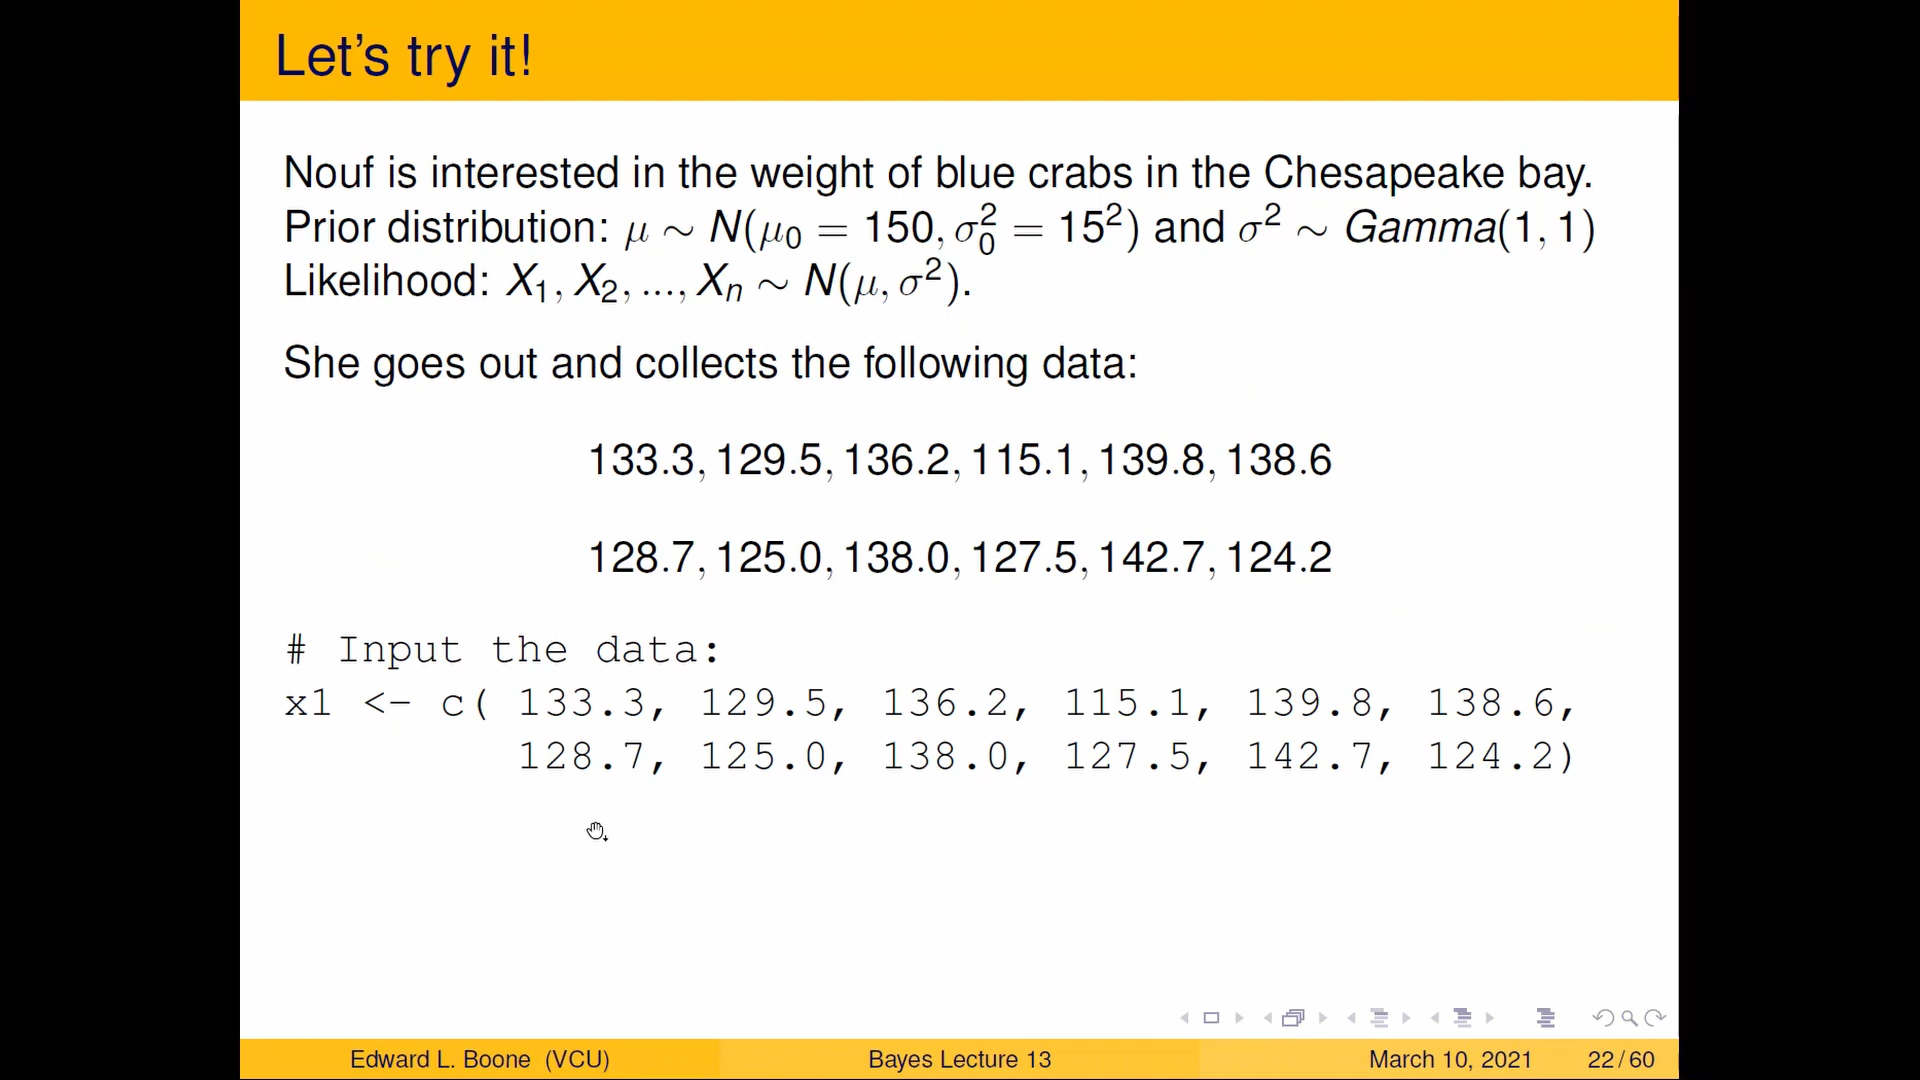 Let's try it!
Nouf is interested in the weight of blue crabs in the Chesapeake bay.
Prior distribution: μ ∼ N(μ₀ = 150, σ₀² = 15²) and σ² ∼ Gamma(1, 1)
Likelihood: X₁, X₂, ..., Xₙ ∼ N(μ, σ²).
She goes out and collects the following data:
133.3, 129.5, 136.2, 115.1, 139.8, 138.6
128.7, 125.0, 138.0, 127.5, 142.7, 124.2
# Input the data:
x1 <- c( 133.3, 129.5, 136.2, 115.1, 139.8, 138.6,
128.7, 125.0, 138.0, 127.5, 142.7, 124.2)
Edward L. Boone (VCU) Bayes Lecture 13 March 10, 2021 22 / 60